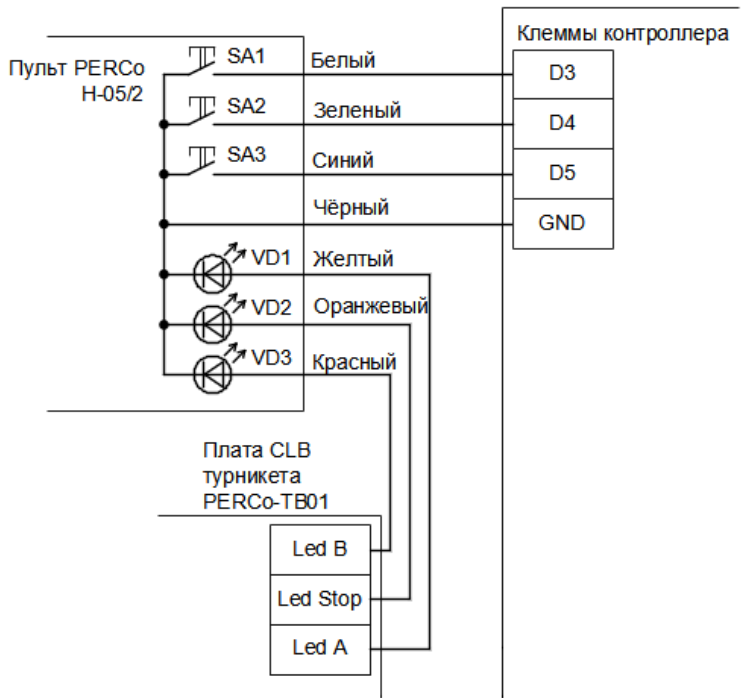 Клеммы контроллера
Пульт PERCo
Н-05/2
SA1
Белый
D3
SA2
Зеленый
D4
SA3
Синий
D5
Чёрный
GND
VD1
Желтый
VD2
Оранжевый
VD3
Красный
Плата CLB
турникета
PERCo-TB01
Led B
Led Stop
Led A